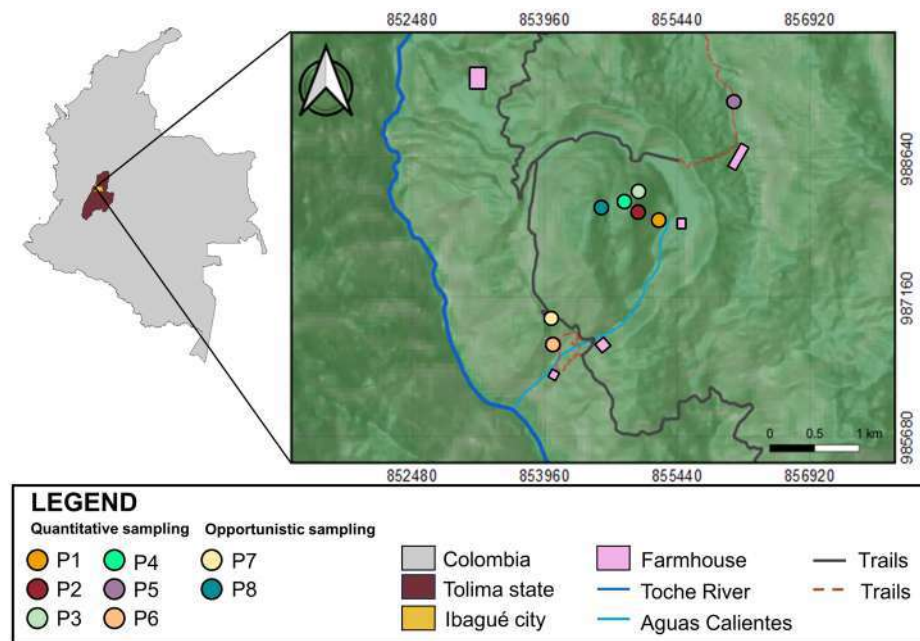 852480 853960 855440 856920
988640
987160
985680
0 0.5 1 km
852480 853960 855440 856920
LEGEND
Quantitative sampling Opportunistic sampling
P1 P4 P7 Colombia Farmhouse Trails
P2 P5 P8 Tolima state Toche River Trails
P3 P6 Ibagué city Aguas Calientes